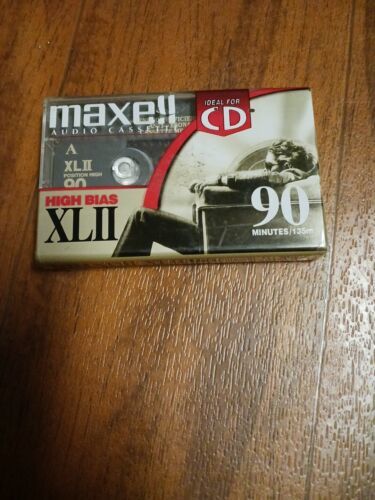 maxell
AUDIO CASSETTE
IDEAL FOR
CD
A
XLII
POSITION HIGH
90
HIGH BIAS
XLII
90
MINUTES/135m